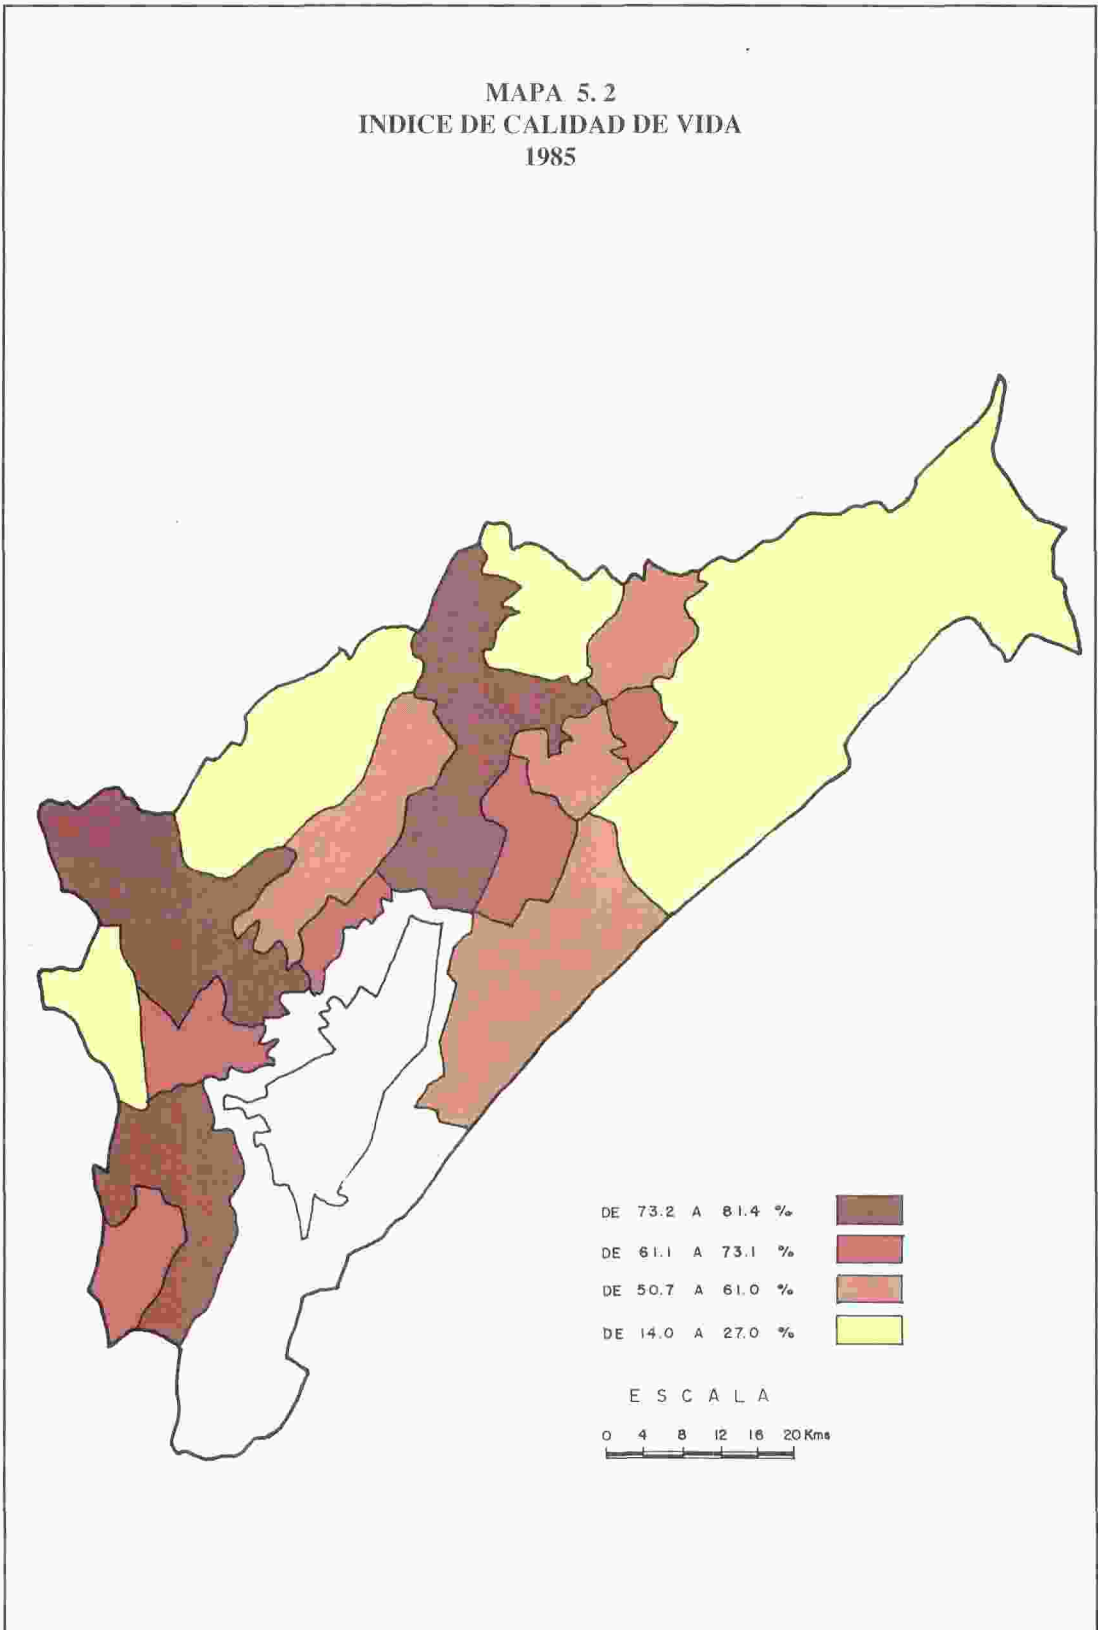 MAPA 5.2
INDICE DE CALIDAD DE VIDA
1985
DE 73.2 A 81.4 %
DE 61.1 A 73.1 %
DE 50.7 A 61.0 %
DE 14.0 A 27.0 %
ESCALA
0 4 8 12 16 20 Kms